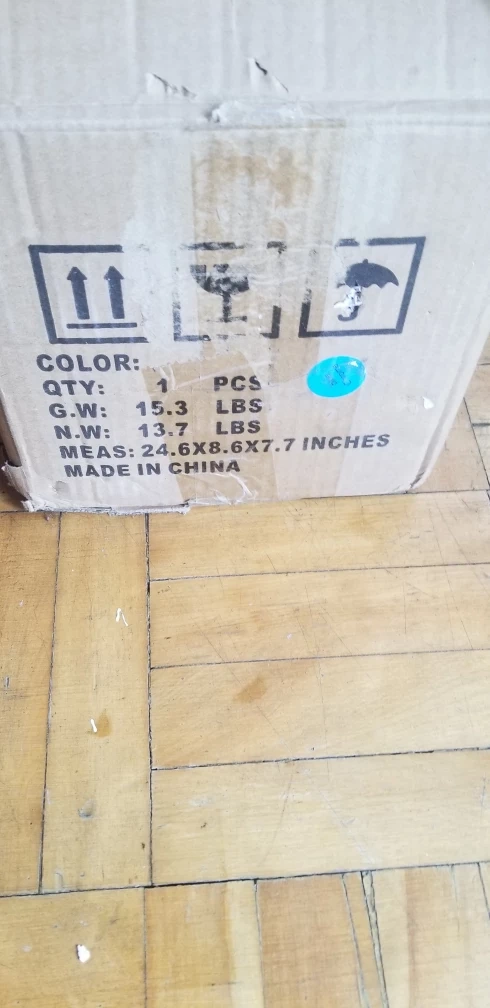 COLOR:
QTY: 1 PCS
G.W: 15.3 LBS
N.W: 13.7 LBS
MEAS: 24.6X8.6X7.7 INCHES
MADE IN CHINA